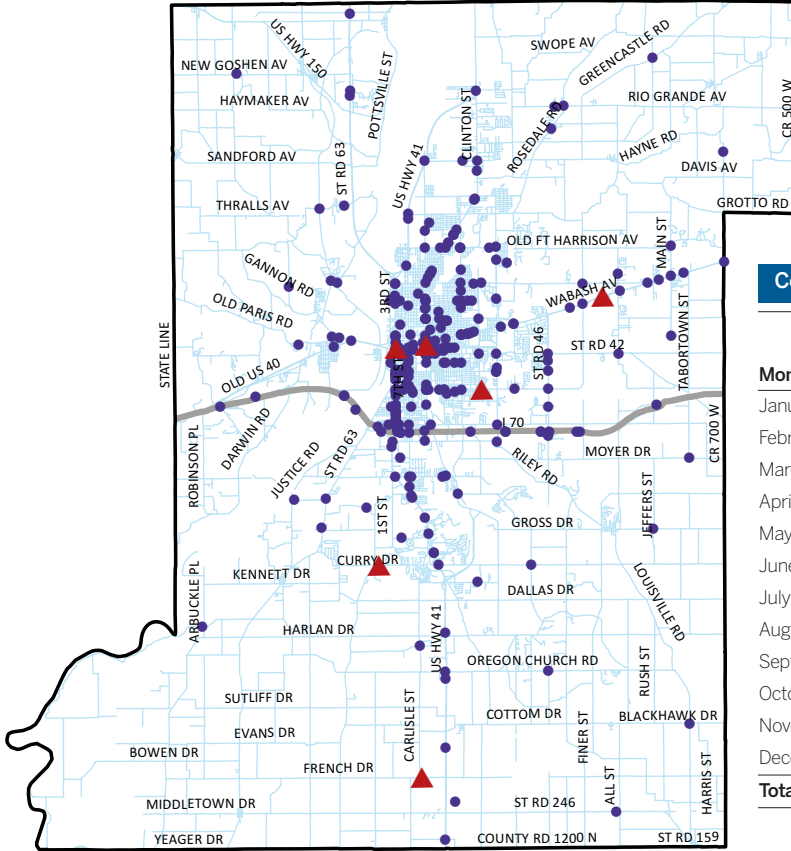 US HWY 150
NEW GOSHEN AV
HAYMAKER AV
POTTSVILLE ST
SWOPE AV
GREENCASTLE RD
RIO GRANDE AV
CR 500 W
CLINTON ST
ROSEDALE RD
HAYNE RD
DAVIS AV
SANDFORD AV
ST RD 63
US HWY 41
THRALLS AV
GROTTO RD
OLD FT HARRISON AV
MAIN ST
GANNON RD
3RD ST
WABASH AV
OLD PARIS RD
TABORTOWN ST
STATE LINE
ST RD 46
ST RD 42
OLD US 40
7TH ST
I 70
DARWIN RD
ROBINSON PL
JUSTICE RD
ST RD 63
RILEY RD
MOYER DR
CR 700 W
1ST ST
GROSS DR
JEFFERS ST
CURRY DR
KENNETT DR
ARBUCKLE PL
DALLAS DR
LOUISVILLE RD
HARLAN DR
US HWY 41
OREGON CHURCH RD
RUSH ST
SUTLIFF DR
CARLISLE ST
COTTOM DR
BLACKHAWK DR
EVANS DR
FINER ST
BOWEN DR
FRENCH DR
ALL ST
HARRIS ST
MIDDLETOWN DR
ST RD 246
YEAGER DR
COUNTY RD 1200 N
ST RD 159
Co
Mon
Janu
Febr
Mar
Apri
May
June
July
Aug
Sept
Octo
Nov
Dec
Tota